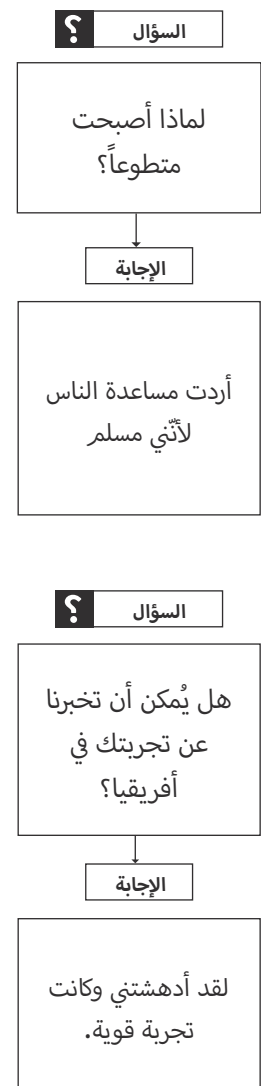 السؤال ؟
لماذا أصبحت
متطوعاً؟
الإجابة
أردت مساعدة الناس
لأنّني مسلم
السؤال ؟
هل يُمكن أن تخبرنا
عن تجربتك في
أفريقيا؟
الإجابة
لقد أدهشتني وكانت
تجربة قوية.